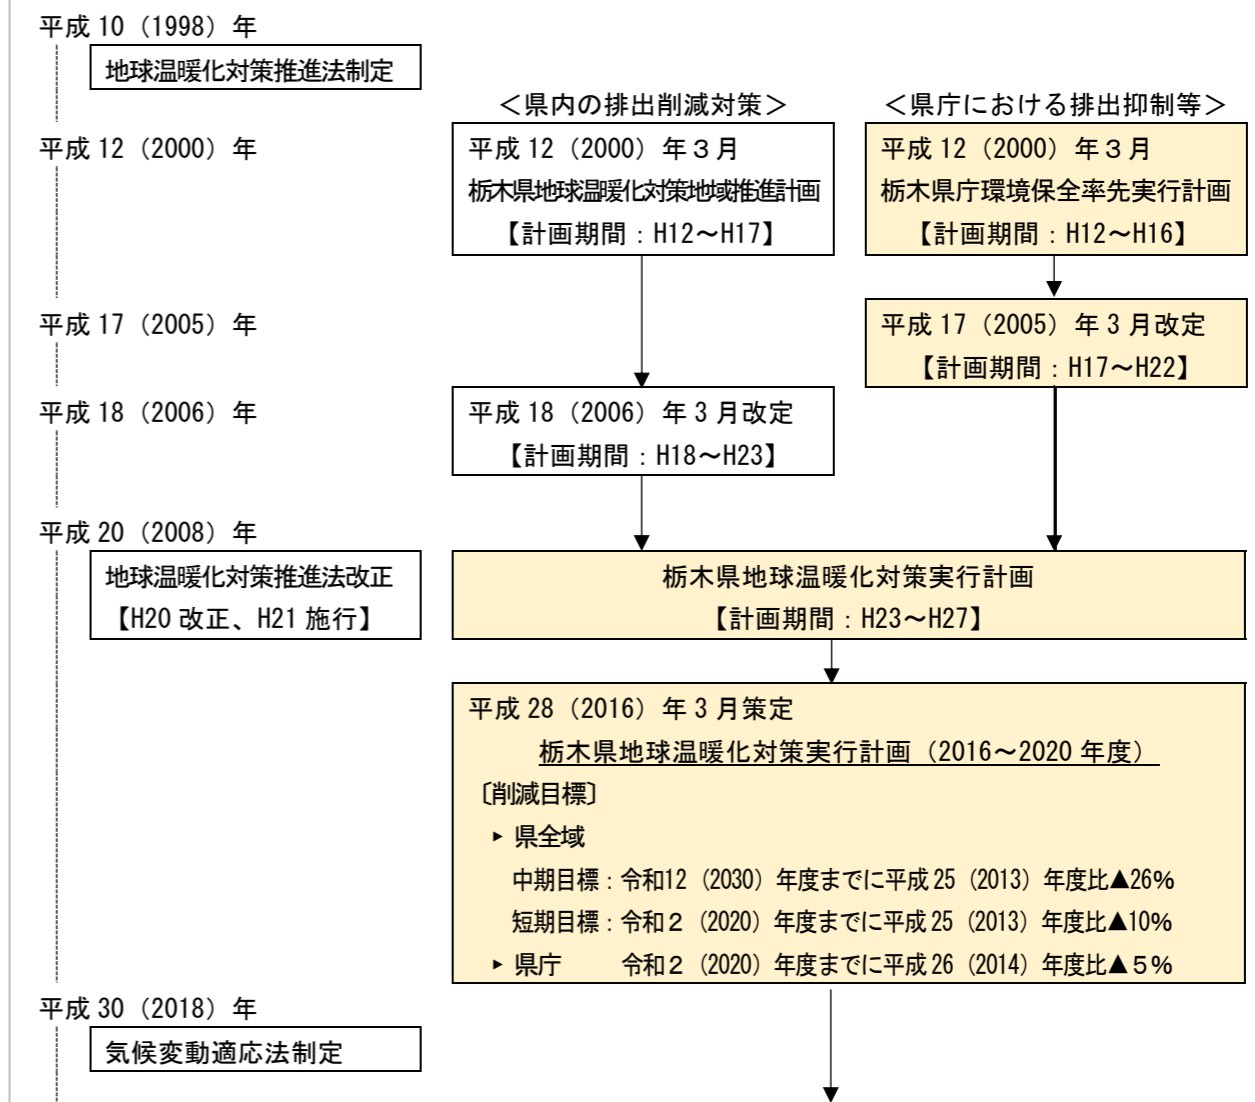 平成 10（1998）年
地球温暖化対策推進法制定
＜県内の排出削減対策＞
＜県庁における排出抑制等＞
平成 12（2000）年
平成 12（2000）年３月
栃木県地球温暖化対策地域推進計画
【計画期間：H12～H17】
平成 12（2000）年３月
栃木県庁環境保全率先実行計画
【計画期間：H12～H16】
平成 17（2005）年
平成 17（2005）年 3 月改定
【計画期間：H17～H22】
平成 18（2006）年
平成 18（2006）年 3 月改定
【計画期間：H18～H23】
平成 20（2008）年
地球温暖化対策推進法改正
【H20 改正、H21 施行】
栃木県地球温暖化対策実行計画
【計画期間：H23～H27】
平成 28（2016）年 3 月策定
栃木県地球温暖化対策実行計画（2016～2020 年度）
〔削減目標〕
▶ 県全域
中期目標：令和12（2030）年度までに平成 25（2013）年度比▲26%
短期目標：令和２（2020）年度までに平成 25（2013）年度比▲10%
▶ 県庁　　令和２（2020）年度までに平成 26（2014）年度比▲５%
平成 30（2018）年
気候変動適応法制定